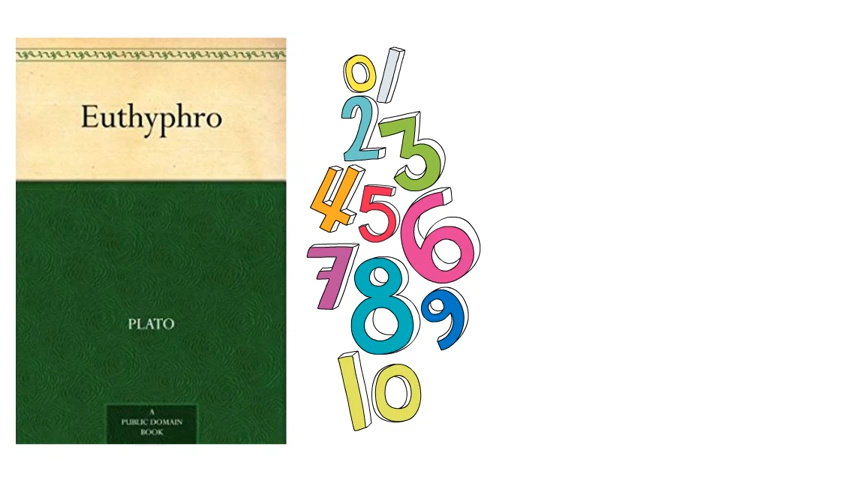 Euthyphro
PLATO
A
PUBLIC DOMAIN
BOOK
0 1
2 3
4 5 6
7 8 9
10